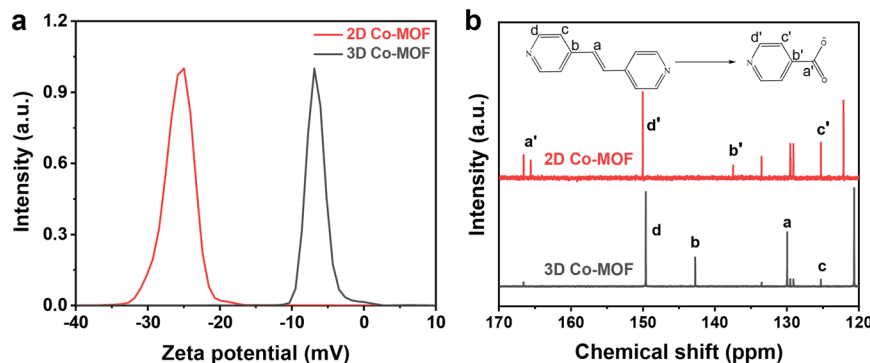 a
2D Co-MOF
3D Co-MOF
Intensity (a.u.)
1.2
0.9
0.6
0.3
0.0
-40 -30 -20 -10 0 10
Zeta potential (mV)
b
d c b a N N
d' c' b' a' O O
N
a' d' b' c'
2D Co-MOF
d b a c
3D Co-MOF
Intensity (a.u.)
170 160 150 140 130 120
Chemical shift (ppm)